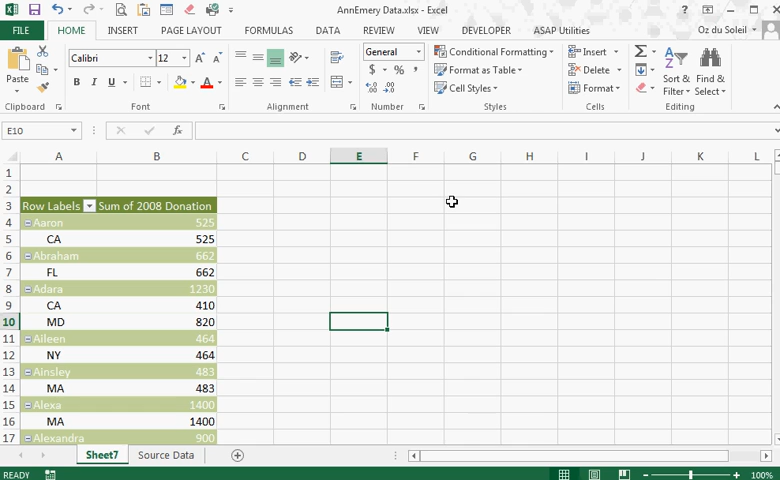 AnnEmery Data.xlsx - Excel
FILE HOME INSERT PAGE LAYOUT FORMULAS DATA REVIEW VIEW DEVELOPER ASAP Utilities Oz du Soleil
Calibri 12 General Conditional Formatting Insert
B I U $ % Format as Table Delete
Paste Cell Styles Format Sort & Filter Find & Select
Clipboard Font Alignment Number Styles Cells Editing
E10 fx
A B C D E F G H I J K L
1
2
3 Row Labels Sum of 2008 Donation
4 Aaron 525
5 CA 525
6 Abraham 662
7 FL 662
8 Adara 1230
9 CA 410
10 MD 820
11 Aileen 464
12 NY 464
13 Ainsley 483
14 MA 483
15 Alexa 1400
16 MA 1400
17 Alexandra 900
Sheet7 Source Data
READY 100%